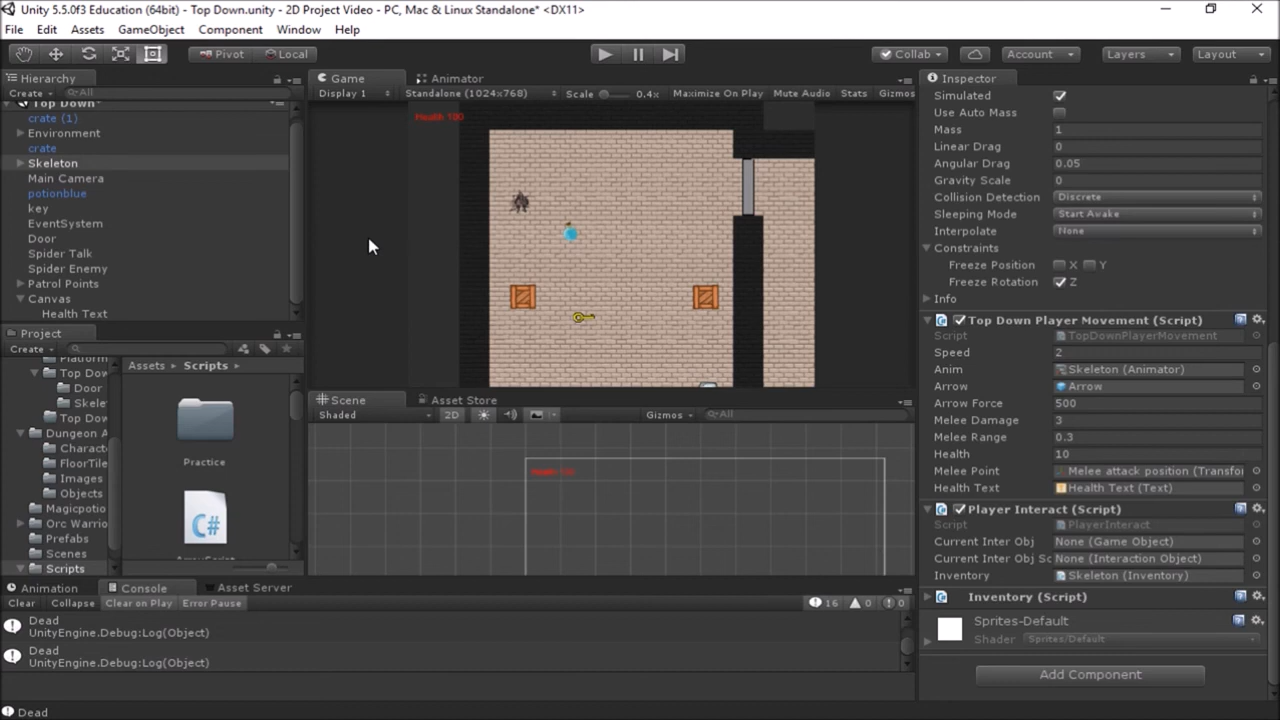 Unity 5.5.0f3 Education (64bit) - Top Down.unity - 2D Project Video - PC, Mac & Linux Standalone* <DX11>
File Edit Assets GameObject Component Window Help
Pivot Local Collab Account Layers Layout
Hierarchy
Create All
Top Down*
crate (1)
Environment
crate
Skeleton
Main Camera
potionblue
key
EventSystem
Door
Spider Talk
Spider Enemy
Patrol Points
Canvas
Health Text
Game Animator
Display 1 Standalone (1024x768) Scale 0.4x Maximize On Play Mute Audio Stats Gizmos
Health 100
Scene Asset Store
Shaded 2D Gizmos All
Project
Create
Top Dow
Door
Skele
Top Dow
Dungeon A
Charact
FloorTile
Images
Objects
Magicpotio
Orc Warrio
Prefabs
Scenes
Scripts
Assets Scripts
Practice
C#
Animation Console Asset Server
Clear Collapse Clear on Play Error Pause 16 0 0
Dead
UnityEngine.Debug:Log(Object)
Dead
UnityEngine.Debug:Log(Object)
Dead
Inspector
Simulated
Use Auto Mass
Mass 1
Linear Drag 0
Angular Drag 0.05
Gravity Scale 0
Collision Detection Discrete
Sleeping Mode Start Awake
Interpolate None
Constraints
Freeze Position X Y
Freeze Rotation Z
Info
Top Down Player Movement (Script)
Script TopDownPlayerMovement
Speed 2
Anim Skeleton (Animator)
Arrow Arrow
Arrow Force 500
Melee Damage 3
Melee Range 0.3
Health 10
Melee Point Melee attack position (Transfor
Health Text Health Text (Text)
Player Interact (Script)
Script PlayerInteract
Current Inter Obj None (Game Object)
Current Inter Obj Sc None (Interaction Object)
Inventory Skeleton (Inventory)
Inventory (Script)
Sprites-Default
Shader Sprites/Default
Add Component